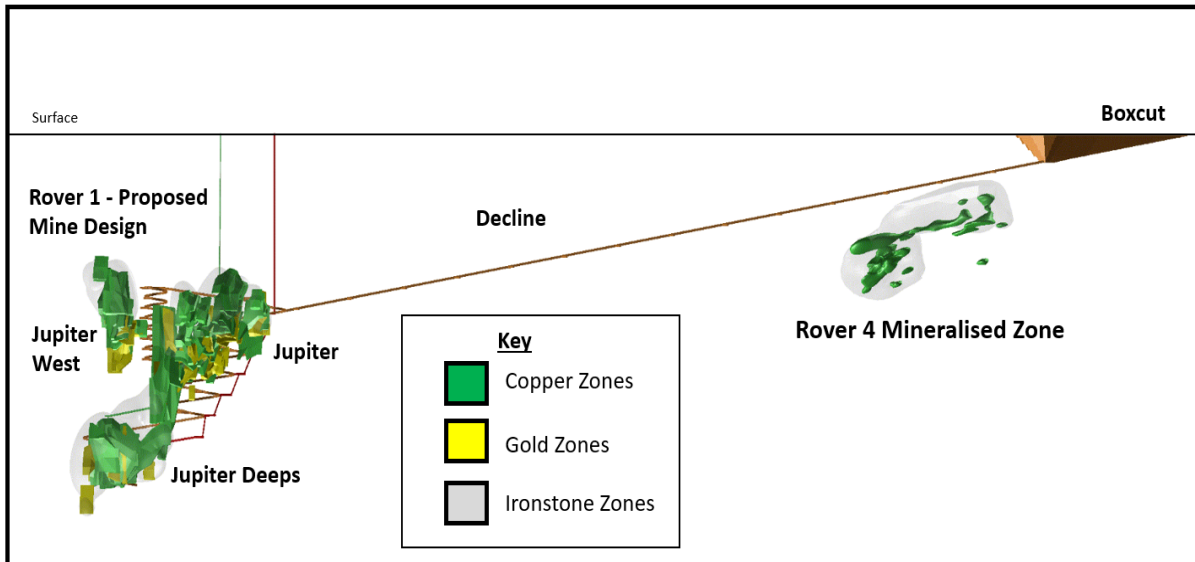 Surface
Boxcut
Rover 1 - Proposed
Mine Design
Decline
Jupiter
West
Jupiter
Rover 4 Mineralised Zone
Jupiter Deeps
Key
Copper Zones
Gold Zones
Ironstone Zones